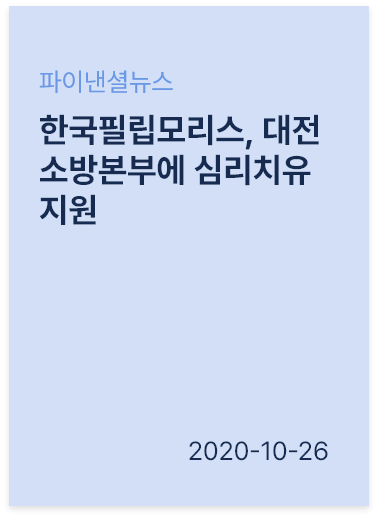 파이낸셜뉴스
한국필립모리스, 대전
소방본부에 심리치유
지원
2020-10-26